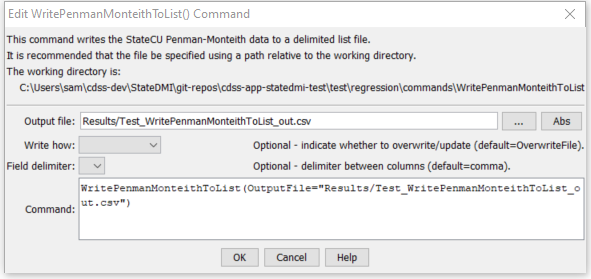 Edit WritePenmanMonteithToList() Command
This command writes the StateCU Penman-Monteith data to a delimited list file.
It is recommended that the file be specified using a path relative to the working directory.
The working directory is:
C:\Users\sam\cdss-dev\StateDMI\git-repos\cdss-app-statedmi-test\test\regression\commands\WritePenmanMonteithToList
Output file: Results/Test_WritePenmanMonteithToList_out.csv ... Abs
Write how: Optional - indicate whether to overwrite/update (default=OverwriteFile).
Field delimiter: Optional - delimiter between columns (default=comma).
WritePenmanMonteithToList(OutputFile="Results/Test_WritePenmanMonteithToList_o
ut.csv")
Command:
OK Cancel Help